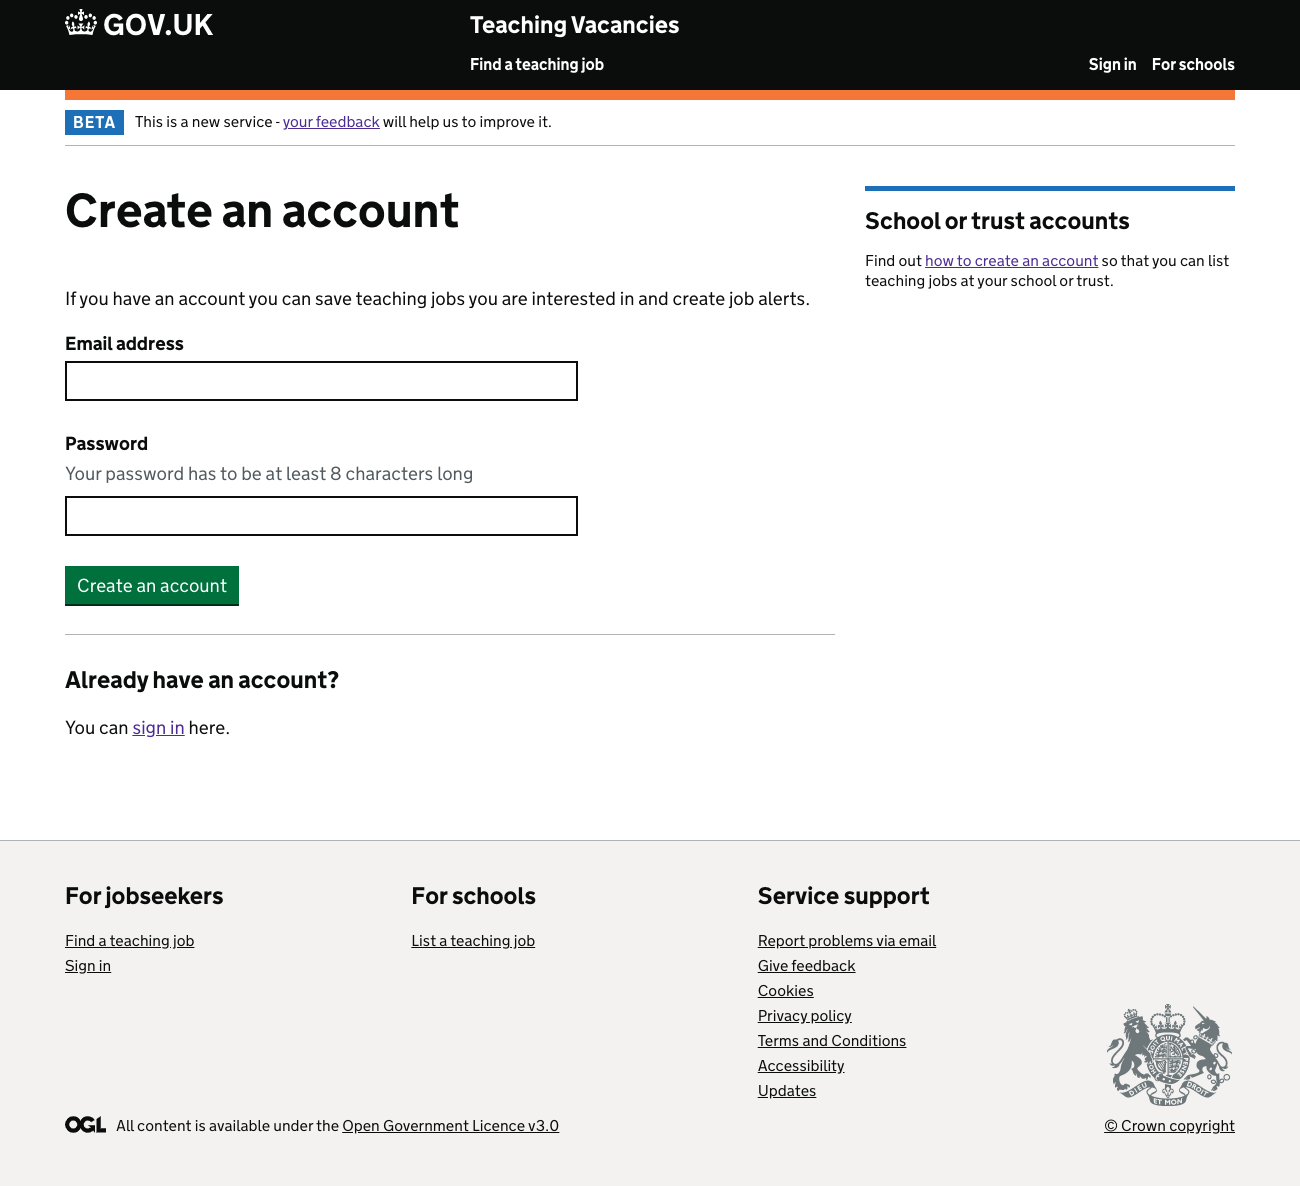 GOV.UK
Teaching Vacancies
Find a teaching job
Sign in For schools
BETA This is a new service - your feedback will help us to improve it.
Create an account
If you have an account you can save teaching jobs you are interested in and create job alerts.
Email address
Password
Your password has to be at least 8 characters long
Create an account
Already have an account?
You can sign in here.
School or trust accounts
Find out how to create an account so that you can list
teaching jobs at your school or trust.
For jobseekers
Find a teaching job
Sign in
For schools
List a teaching job
Service support
Report problems via email
Give feedback
Cookies
Privacy policy
Terms and Conditions
Accessibility
Updates
DIEU ET MON DROIT
OGL All content is available under the Open Government Licence v3.0
© Crown copyright